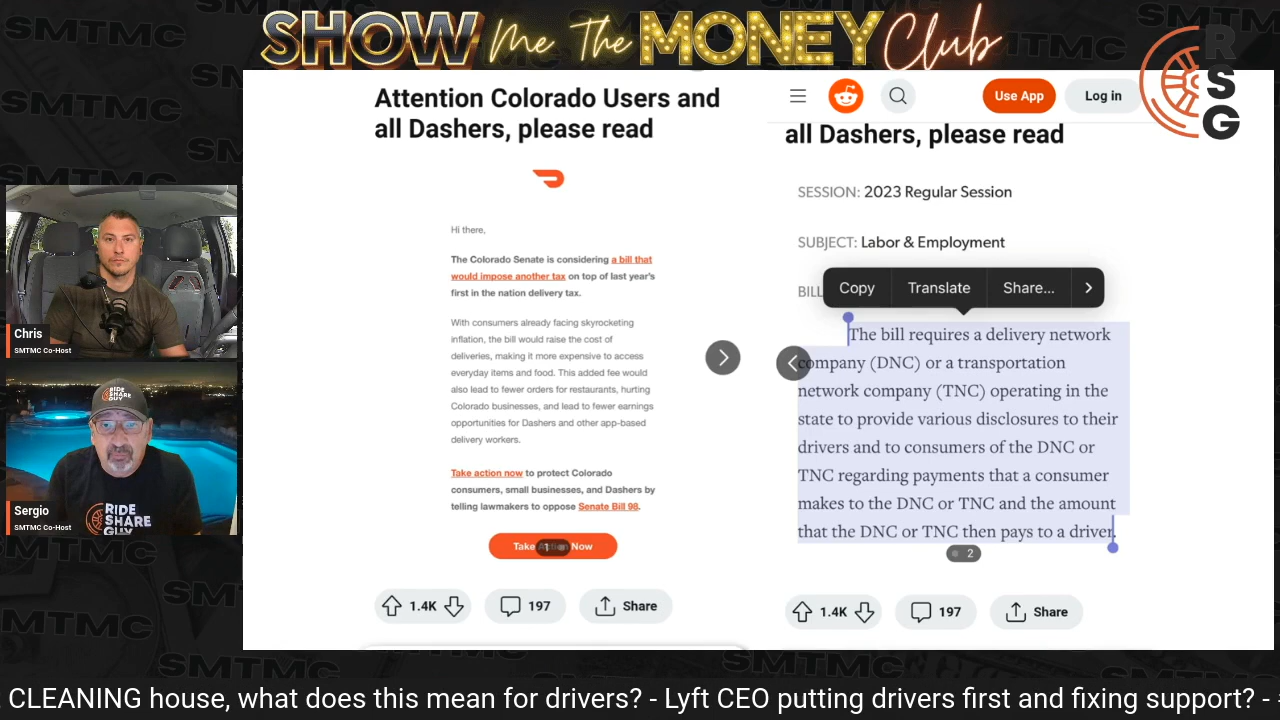 SHOW Me The MONEY Club
RSG
Attention Colorado Users and
all Dashers, please read
Hi there,
The Colorado Senate is considering a bill that
would impose another tax on top of last year's
first in the nation delivery tax.
With consumers already facing skyrocketing
inflation, the bill would raise the cost of
deliveries, making it more expensive to access
everyday items and food. This added fee would
also lead to fewer orders for restaurants, hurting
Colorado businesses, and lead to fewer earnings
opportunities for Dashers and other app-based
delivery workers.
Take action now to protect Colorado
consumers, small businesses, and Dashers by
telling lawmakers to oppose Senate Bill 98.
Take Action Now
1
1.4K
197
Share
Use App
Log in
all Dashers, please read
SESSION: 2023 Regular Session
SUBJECT: Labor & Employment
BILL
Copy
Translate
Share...
The bill requires a delivery network
company (DNC) or a transportation
network company (TNC) operating in the
state to provide various disclosures to their
drivers and to consumers of the DNC or
TNC regarding payments that a consumer
makes to the DNC or TNC and the amount
that the DNC or TNC then pays to a driver.
2
1.4K
197
Share
Chris
SMTMC Co-Host
RIDE
SHARE
GUY
RIDE
SHARE
GUY
Sergio
SMTMC Co-Host
SMTMC
CLEANING house, what does this mean for drivers? - Lyft CEO putting drivers first and fixing support? -